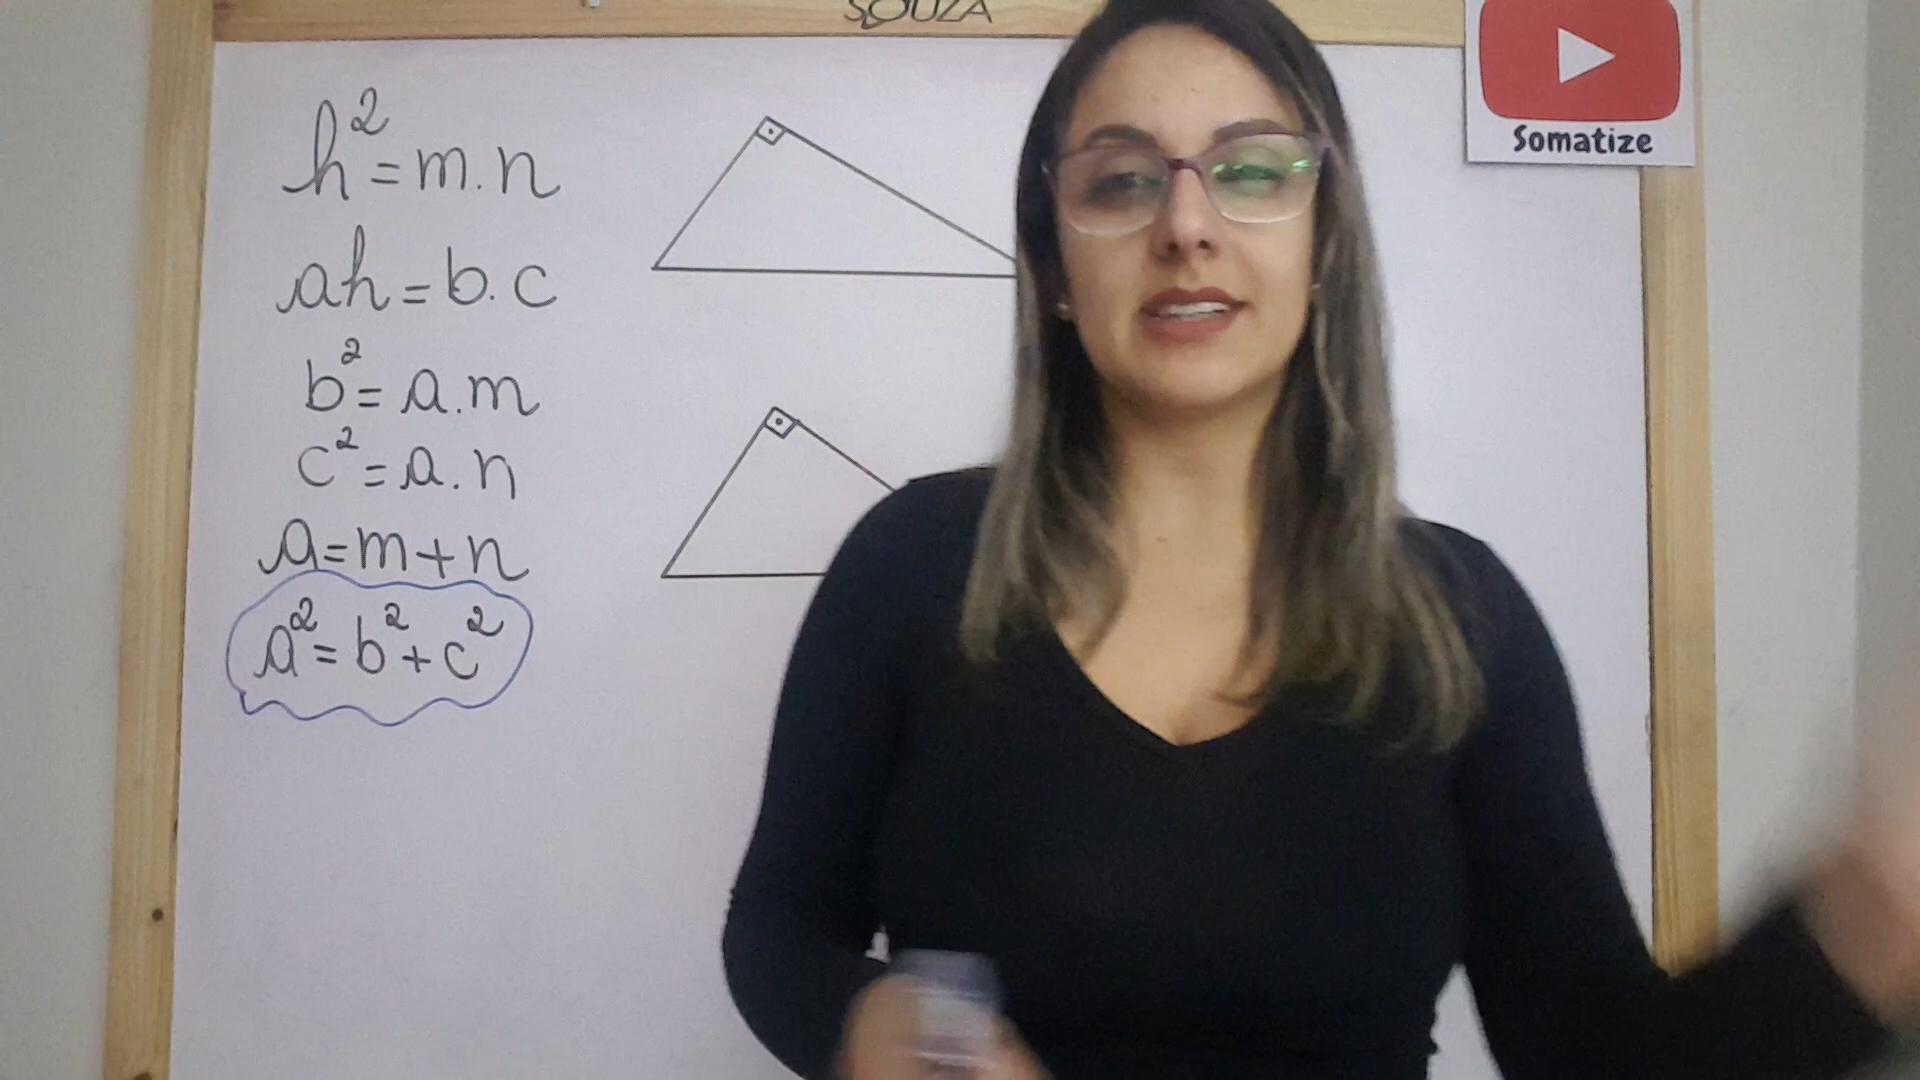 SOUZA
h² = m.n
ah = b.c
b² = a.m
c² = a.n
a = m + n
a² = b² + c²
Somatize